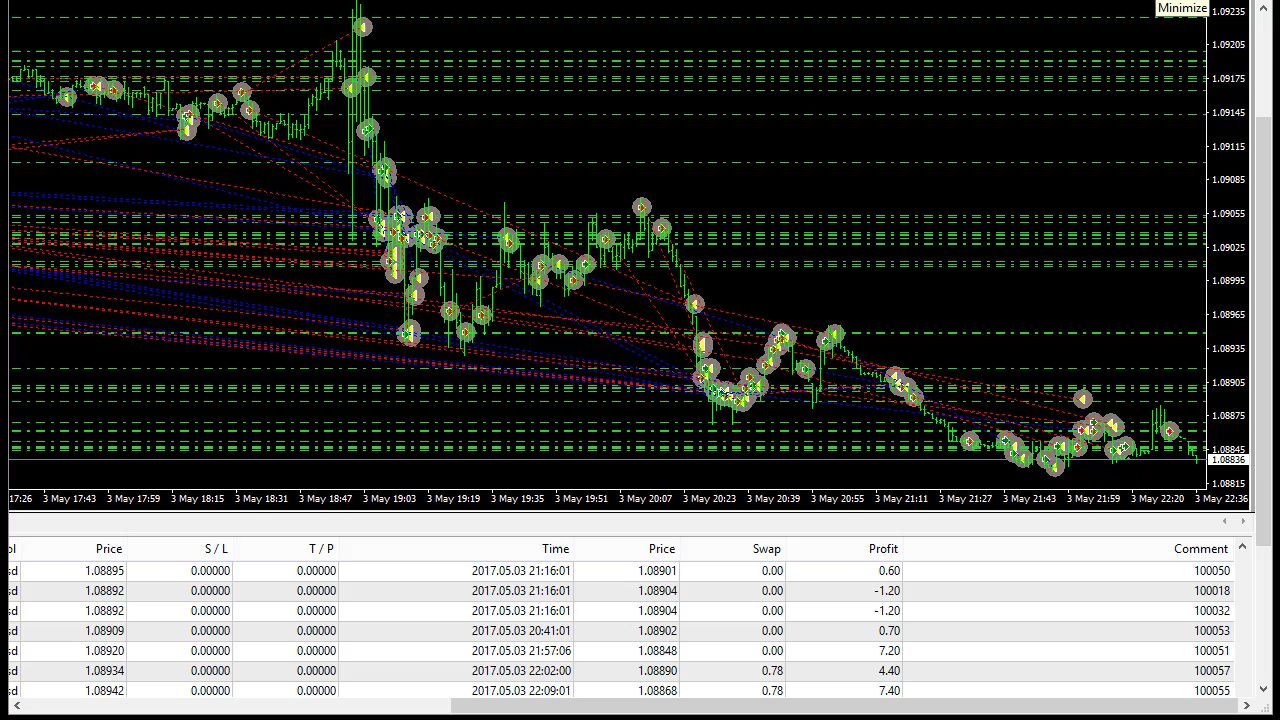 Minimize
1.09235
1.09205
1.09175
1.09145
1.09115
1.09085
1.09055
1.09025
1.08995
1.08965
1.08935
1.08905
1.08875
1.08845
1.08836
1.08815
17:26 3 May 17:43 3 May 17:59 3 May 18:15 3 May 18:31 3 May 18:47 3 May 19:03 3 May 19:19 3 May 19:35 3 May 19:51 3 May 20:07 3 May 20:23 3 May 20:39 3 May 20:55 3 May 21:11 3 May 21:27 3 May 21:43 3 May 21:59 3 May 22:20 3 May 22:36
ol Price S / L T / P Time Price Swap Profit Comment
sd 1.08895 0.00000 0.00000 2017.05.03 21:16:01 1.08901 0.00 0.60 100050
sd 1.08892 0.00000 0.00000 2017.05.03 21:16:01 1.08904 0.00 -1.20 100018
sd 1.08892 0.00000 0.00000 2017.05.03 21:16:01 1.08904 0.00 -1.20 100032
sd 1.08909 0.00000 0.00000 2017.05.03 20:41:01 1.08902 0.00 0.70 100053
sd 1.08920 0.00000 0.00000 2017.05.03 21:57:06 1.08848 0.00 7.20 100051
sd 1.08934 0.00000 0.00000 2017.05.03 22:02:00 1.08890 0.78 4.40 100057
sd 1.08942 0.00000 0.00000 2017.05.03 22:09:01 1.08868 0.78 7.40 100055